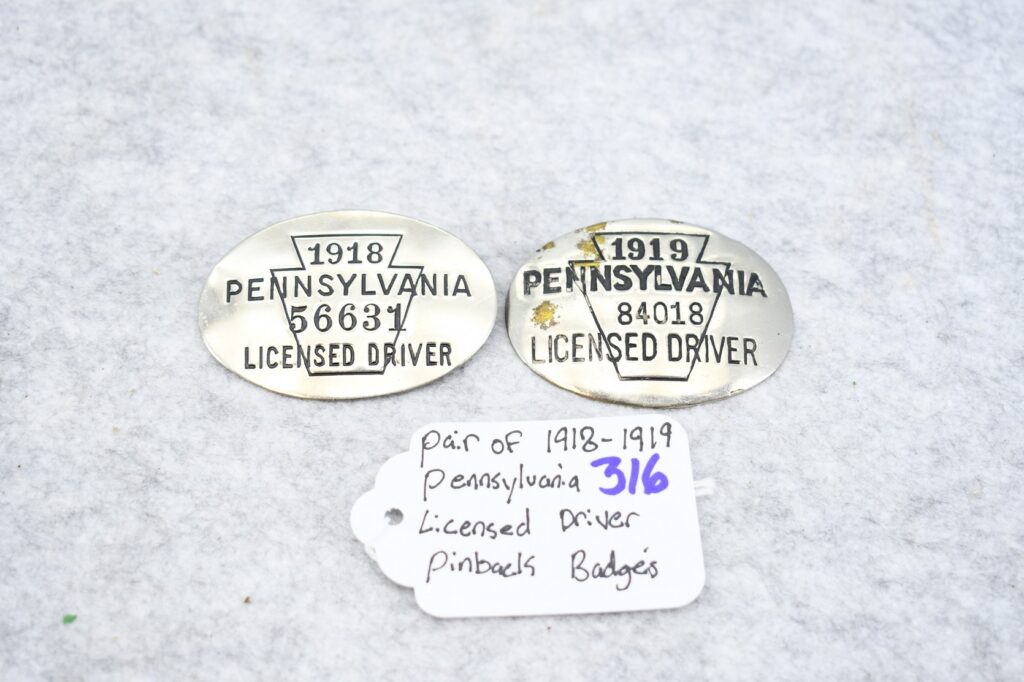 1918
PENNSYLVANIA
56631
LICENSED DRIVER
1919
PENNSYLVANIA
84018
LICENSED DRIVER
pair of 1918-1919
Pennsylvania 316
Licensed Driver
Pinback Badges